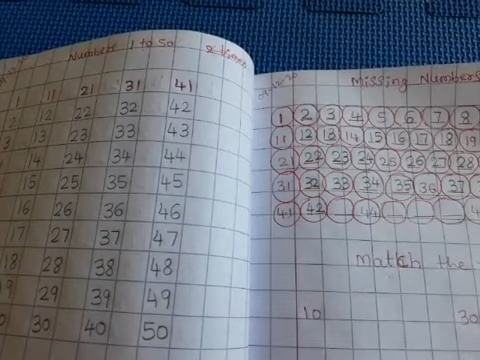 Number 1 to 50
1 11 21 31 41
2 12 22 32 42
3 13 23 33 43
14 24 34 44
15 25 35 45
16 26 36 46
17 27 37 47
18 28 38 48
19 29 39 49
30 40 50
Missing Numbers
1 2 3 4 5 6 7 8
11 12 13 14 15 16 17 18 19
21 22 23 24 25 26 27 28
31 32 33 34 35 36 37
41 42 _ 44 _ _ _
Match the
10 30